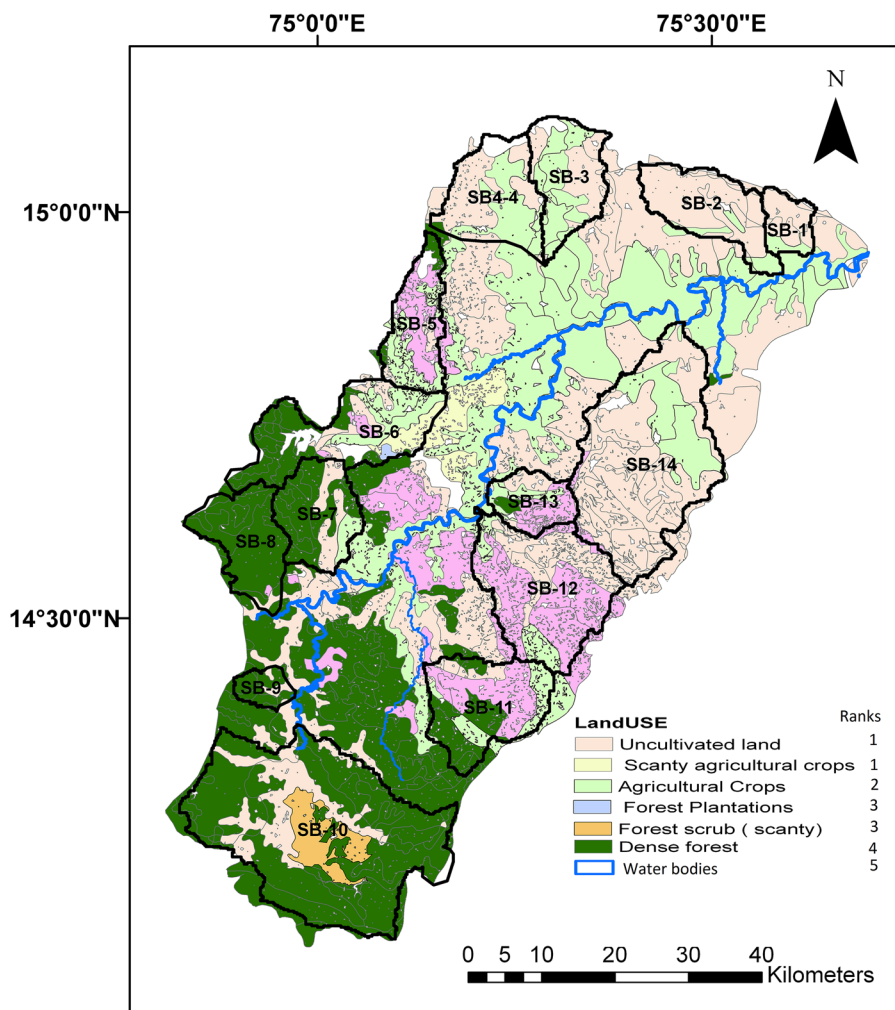 75°0'0"E 75°30'0"E
N
SB-3
SB4-4
SB-2
15°0'0"N
SB-1
SB-5
SB-6
SB-14
SB-13
SB-7
SB-8
SB-12
14°30'0"N
SB-9
SB-11
LandUSE Ranks
Uncultivated land 1
Scanty agricultural crops 1
Agricultural Crops 2
Forest Plantations 3
Forest scrub ( scanty) 3
Dense forest 4
Water bodies 5
SB-10
0 5 10 20 30 40
Kilometers